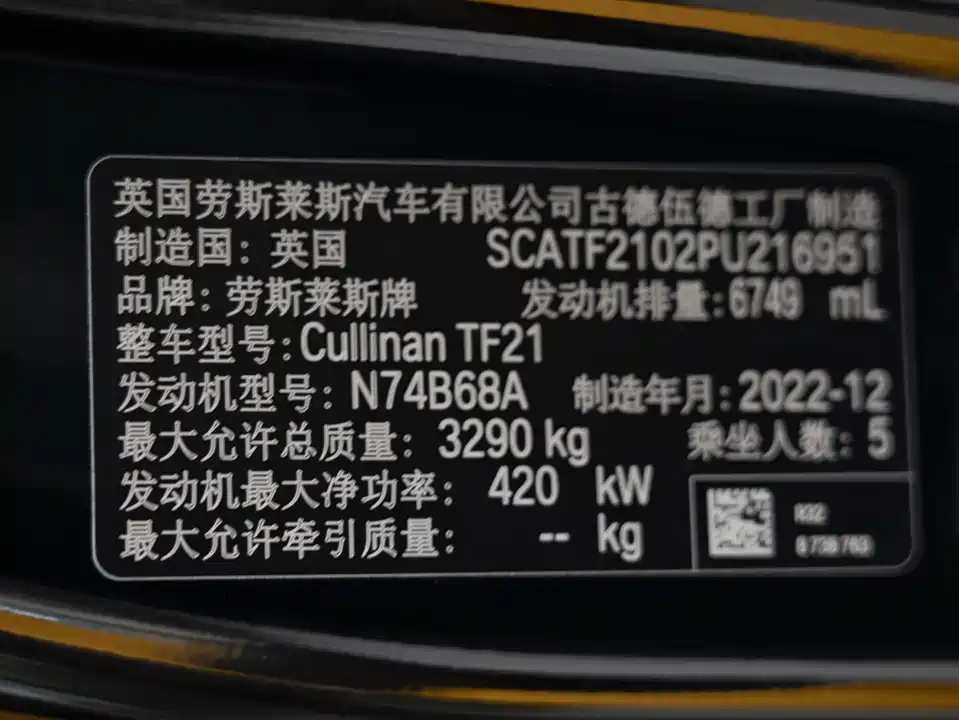 英国劳斯莱斯汽车有限公司古德伍德工厂制造
制造国：英国 SCATF2102PU216951
品牌：劳斯莱斯牌 发动机排量：6749 mL
整车型号：Cullinan TF21
发动机型号：N74B68A 制造年月：2022-12
最大允许总质量：3290 kg 乘坐人数：5
发动机最大净功率：420 kW
最大允许牵引质量：-- kg